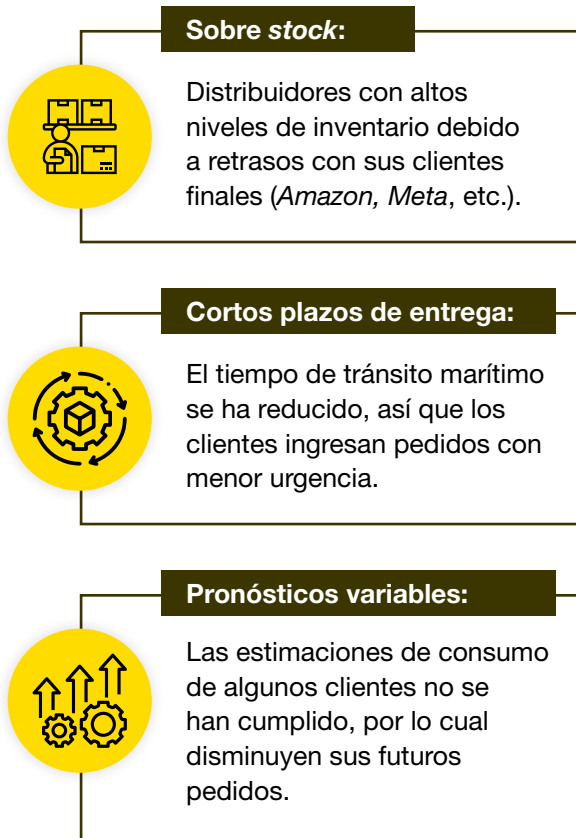 Sobre stock:
Distribuidores con altos
niveles de inventario debido
a retrasos con sus clientes
finales (Amazon, Meta, etc.).
Cortos plazos de entrega:
El tiempo de tránsito marítimo
se ha reducido, así que los
clientes ingresan pedidos con
menor urgencia.
Pronósticos variables:
Las estimaciones de consumo
de algunos clientes no se
han cumplido, por lo cual
disminuyen sus futuros
pedidos.